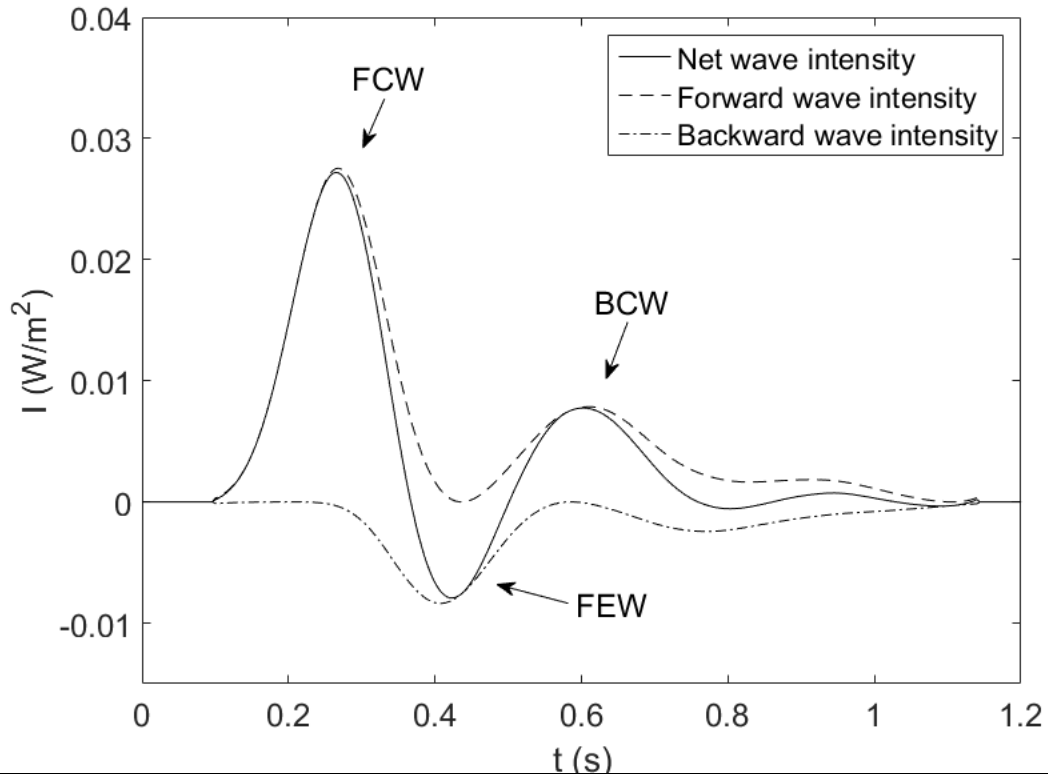 0.04
0.03
0.02
0.01
0
-0.01
I (W/m²)
FCW
Net wave intensity
Forward wave intensity
Backward wave intensity
BCW
FEW
0
0.2
0.4
0.6
0.8
1
1.2
t (s)